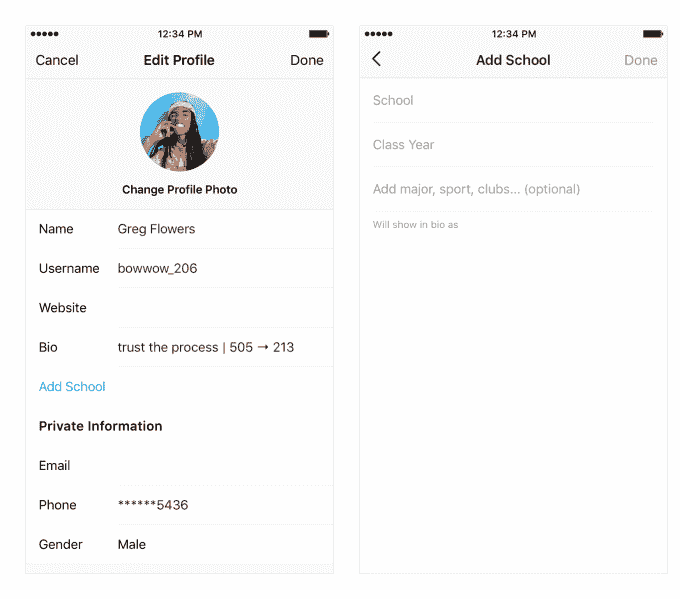 12:34 PM
Cancel Edit Profile Done
Change Profile Photo
Name Greg Flowers
Username bowwow_206
Website
Bio trust the process | 505 → 213
Add School
Private Information
Email
Phone ******5436
Gender Male
12:34 PM
Add School Done
School
Class Year
Add major, sport, clubs... (optional)
Will show in bio as